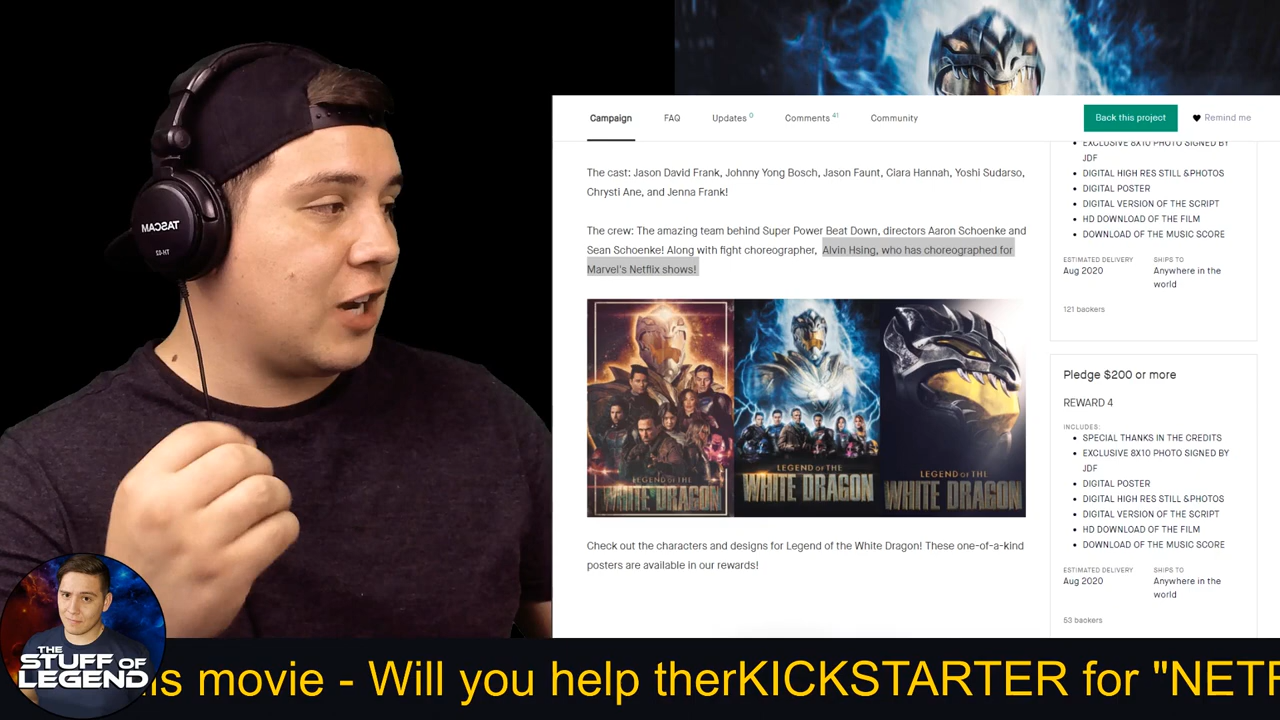 Campaign
FAQ
Updates 0
Comments 41
Community
Back this project
Remind me
The cast: Jason David Frank, Johnny Yong Bosch, Jason Faunt, Ciara Hannah, Yoshi Sudarso,
Chrysti Ane, and Jenna Frank!
The crew: The amazing team behind Super Power Beat Down, directors Aaron Schoenke and
Sean Schoenke! Along with fight choreographer, Alvin Hsing, who has choreographed for
Marvel's Netflix shows!
LEGEND OF THE
WHITE DRAGON
LEGEND OF THE
WHITE DRAGON
LEGEND OF THE
WHITE DRAGON
Check out the characters and designs for Legend of the White Dragon! These one-of-a-kind
posters are available in our rewards!
EXCLUSIVE 8X10 PHOTO SIGNED BY
JDF
DIGITAL HIGH RES STILL &PHOTOS
DIGITAL POSTER
DIGITAL VERSION OF THE SCRIPT
HD DOWNLOAD OF THE FILM
DOWNLOAD OF THE MUSIC SCORE
ESTIMATED DELIVERY
Aug 2020
SHIPS TO
Anywhere in the
world
121 backers
Pledge $200 or more
REWARD 4
INCLUDES:
SPECIAL THANKS IN THE CREDITS
EXCLUSIVE 8X10 PHOTO SIGNED BY
JDF
DIGITAL POSTER
DIGITAL HIGH RES STILL &PHOTOS
DIGITAL VERSION OF THE SCRIPT
HD DOWNLOAD OF THE FILM
DOWNLOAD OF THE MUSIC SCORE
ESTIMATED DELIVERY
Aug 2020
SHIPS TO
Anywhere in the
world
53 backers
TASCAM
TH-02
THE
STUFF OF
LEGEND
is movie - Will you help therKICKSTARTER for "NETF